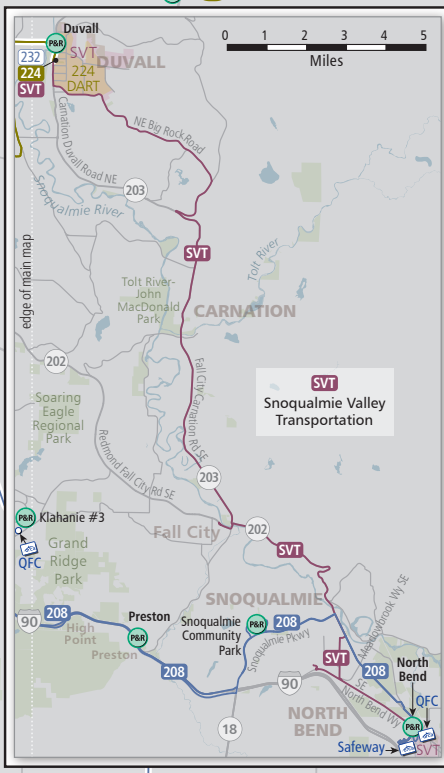 Duvall
P&R
SVT
232
DUVALL
224
224
SVT
DART
0 1 2 3 4 5
Miles
NE Big Rock Road
Carnation Duvall Road NE
203
Snoqualmie River
SVT
Tolt River
edge of main map
Tolt River-
John
MacDonald
Park
CARNATION
202
Fall City Carnation Rd SE
SVT
Snoqualmie Valley
Transportation
Soaring
Eagle
Regional
Park
Redmond Fall City Rd SE
203
P&R
Klahanie #3
QFC
Fall City
202
SVT
Grand
Ridge
Park
SNOQUALMIE
Meadowbrook Wy SE
90
208
High
Point
Preston
P&R
Preston
Snoqualmie
Community
Park
P&R
208
Snoqualmie Pkwy
208
SVT
208
90
North
Bend
North Bend Wy SE
QFC
NORTH
BEND
P&R
18
Safeway
SVT